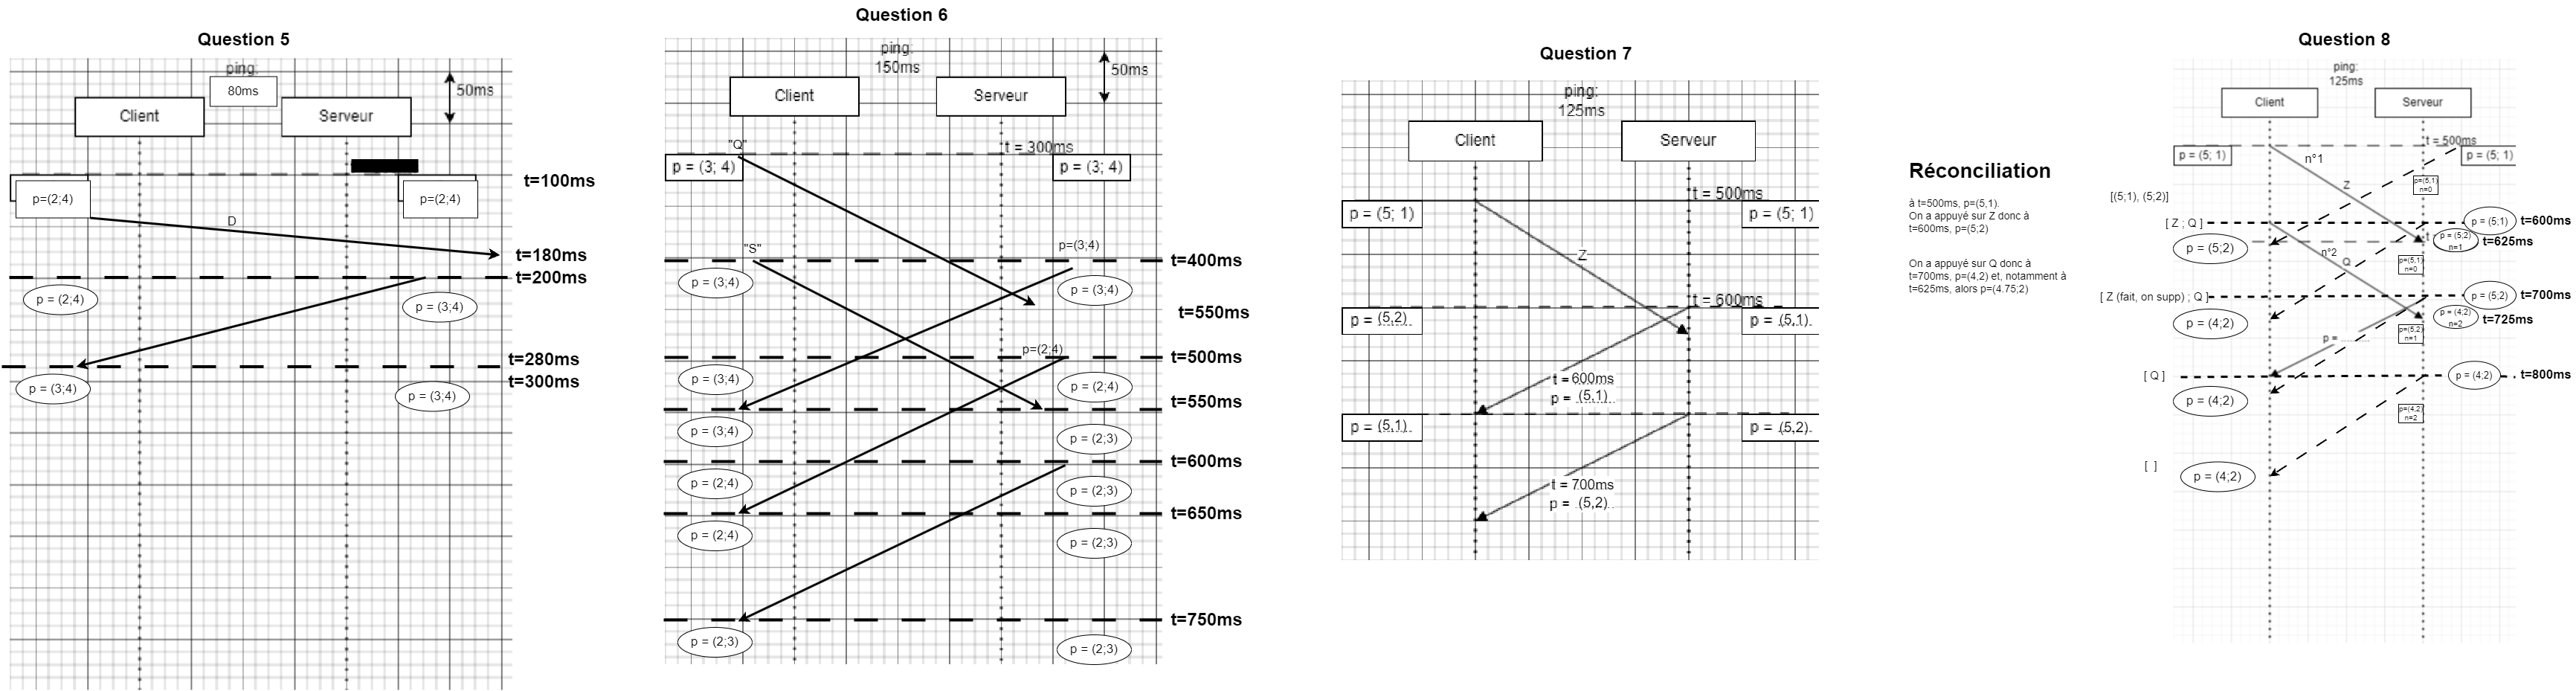 Question 5
ping:
80ms
50ms
Client
Serveur
t=100ms
p=(2;4)
p=(2;4)
D
t=180ms
t=200ms
p = (2;4)
p = (3;4)
t=280ms
t=300ms
p = (3;4)
p = (3;4)
Question 6
ping:
150ms
50ms
Client
Serveur
"Q"
t = 300ms
p = (3; 4)
p = (3; 4)
"S"
p=(3;4)
t=400ms
p = (3;4)
p = (3;4)
t=550ms
p=(2;4)
t=500ms
p = (3;4)
p = (2;4)
t=550ms
p = (3;4)
p = (2;3)
t=600ms
p = (2;4)
p = (2;3)
t=650ms
p = (2;4)
p = (2;3)
t=750ms
p = (2;3)
p = (2;3)
Question 7
ping:
125ms
Client
Serveur
t = 500ms
p = (5; 1)
p = (5; 1)
Z
t = 600ms
p = (5,2)
p = (5,1)
t = 600ms
p = (5,1)
p = (5,1)
p = (5,2)
t = 700ms
p = (5,2)
Réconciliation
à t=500ms, p=(5,1).
On a appuyé sur Z donc à
t=600ms, p=(5;2)
On a appuyé sur Q donc à
t=700ms, p=(4,2) et, notamment à
t=625ms, alors p=(4.75;2)
Question 8
ping:
125ms
Client
Serveur
t = 500ms
p = (5; 1)
p = (5; 1)
n°1
Z
p=(5,1)
n=0
[(5;1), (5;2)]
[ Z ; Q ]
p = (5;1)
t=600ms
p = (5;2)
p = (5;2)
n=1
t=625ms
n°2
Q
p=(5,1)
n=0
[ Z (fait, on supp) ; Q ]
p = (5;2)
t=700ms
p = (4;2)
p = (4;2)
n=2
t=725ms
p = ..........
p=(5,2)
n=1
[ Q ]
p = (4;2)
t=800ms
p = (4;2)
p=(4,2)
n=2
[ ]
p = (4;2)